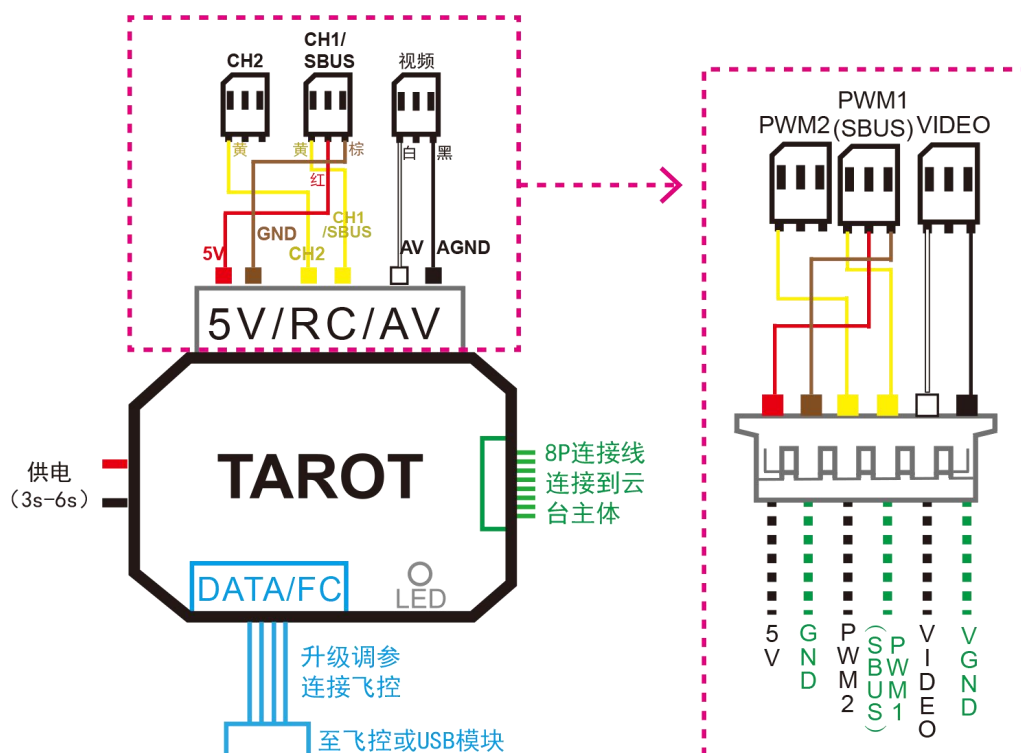 CH2
CH1/
SBUS
视频
黄
黄
棕
红
白
黑
5V
GND
CH2
CH1
/SBUS
AV
AGND
5V/RC/AV
TAROT
供电
（3s-6s）
8P连接线
连接到云
台主体
DATA/FC
LED
升级调参
连接飞控
至飞控或USB模块
PWM1
PWM2
(SBUS)
VIDEO
5V
GND
PWM2
PWM1
(SBUS)
VIDEO
VGND